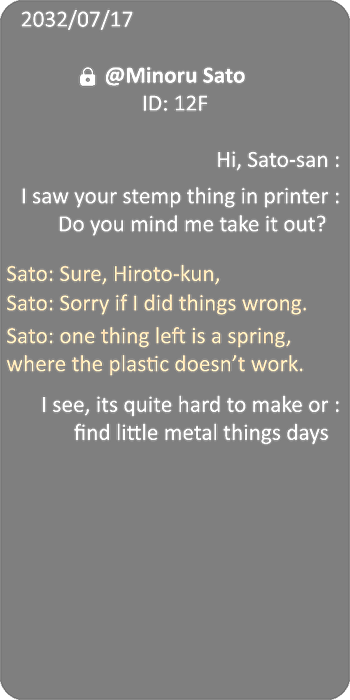 2032/07/17
@Minoru Sato
ID: 12F
Hi, Sato-san :
I saw your stemp thing in printer :
Do you mind me take it out?
Sato: Sure, Hiroto-kun,
Sato: Sorry if I did things wrong.
Sato: one thing left is a spring,
where the plastic doesn’t work.
I see, its quite hard to make or :
find little metal things days